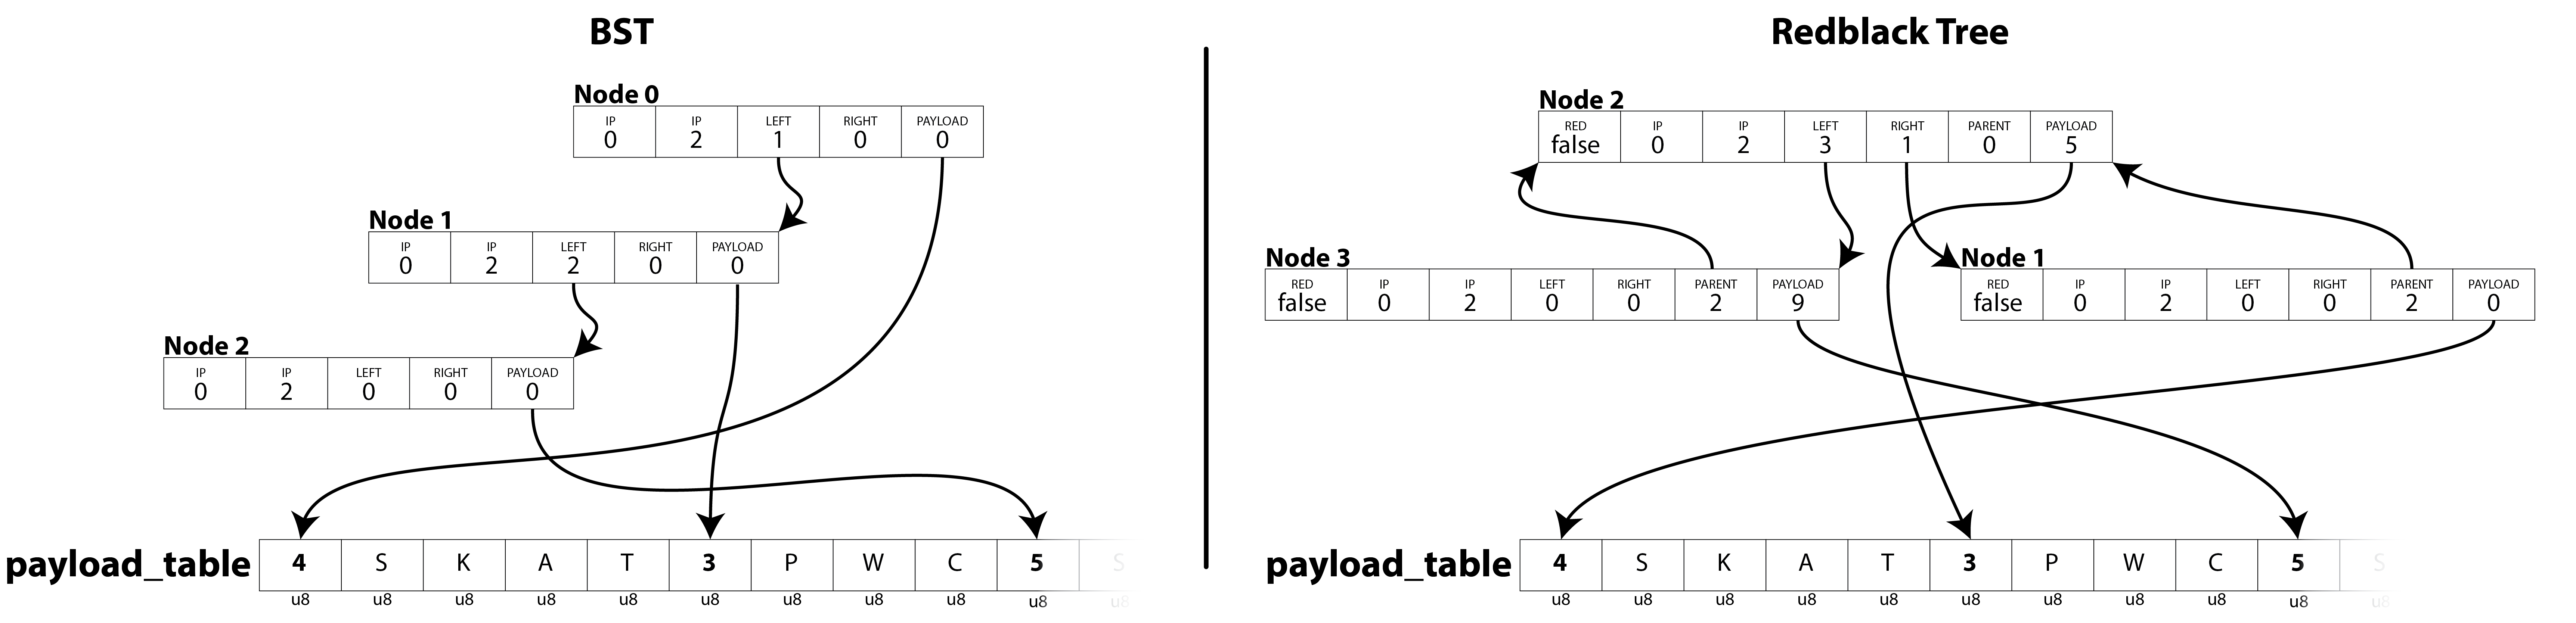 BST
Node 0
IP IP LEFT RIGHT PAYLOAD
0 2 1 0 0
Node 1
IP IP LEFT RIGHT PAYLOAD
0 2 2 0 0
Node 2
IP IP LEFT RIGHT PAYLOAD
0 2 0 0 0
payload_table 4 S K A T 3 P W C 5 S
u8 u8 u8 u8 u8 u8 u8 u8 u8 u8 u8
Redblack Tree
Node 2
RED IP IP LEFT RIGHT PARENT PAYLOAD
false 0 2 3 1 0 5
Node 3
RED IP IP LEFT RIGHT PARENT PAYLOAD
false 0 2 0 0 2 9
Node 1
RED IP IP LEFT RIGHT PARENT PAYLOAD
false 0 2 0 0 2 0
payload_table 4 S K A T 3 P W C 5 S
u8 u8 u8 u8 u8 u8 u8 u8 u8 u8 u8